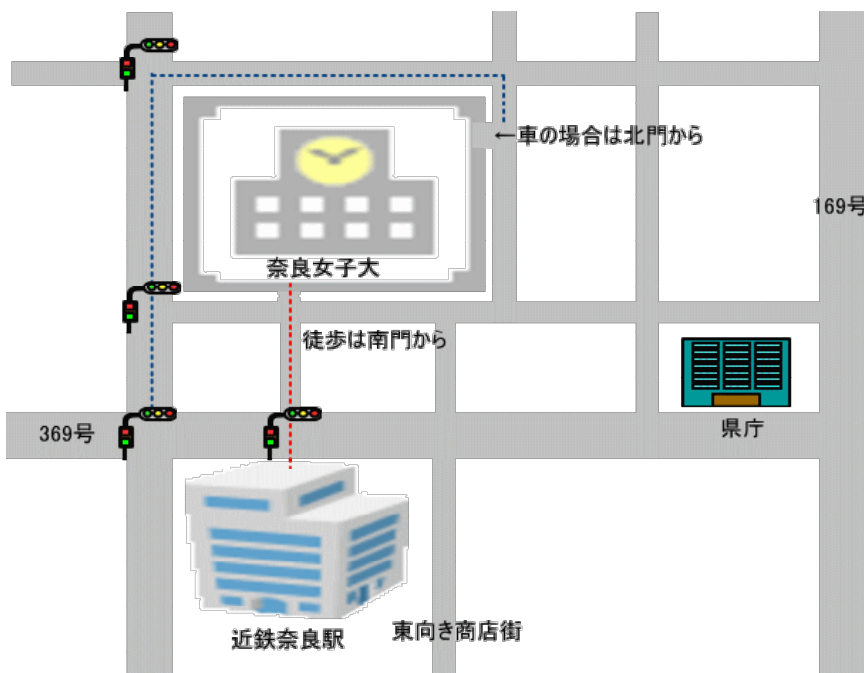 ←車の場合は北門から
169号
奈良女子大
徒歩は南門から
369号
県庁
近鉄奈良駅
東向き商店街